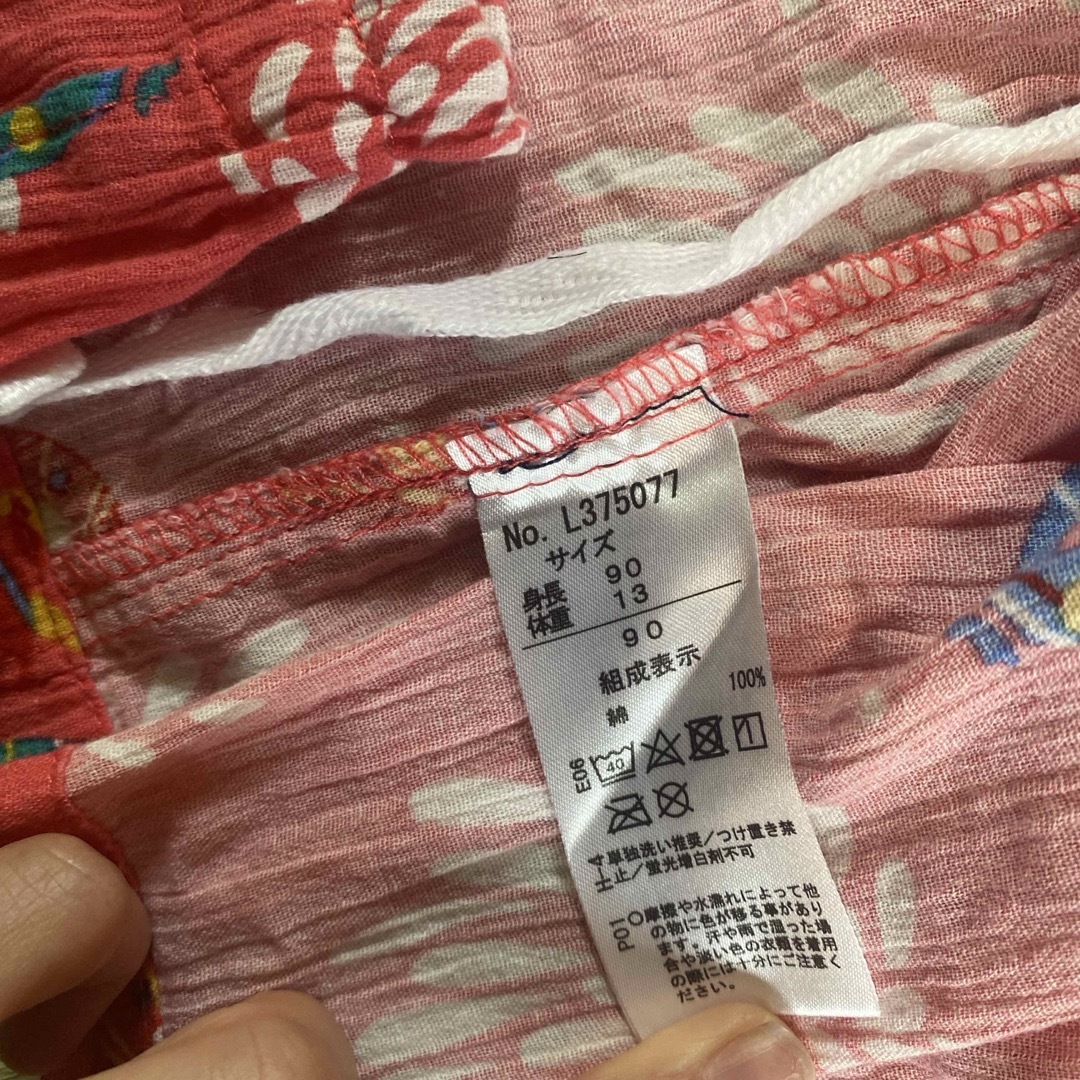 No. L375077
サイズ
身長 90
体重 13
90
組成表示
綿 100%
E06 40
H-4 単独洗い推奨/つけ置き禁
止/蛍光増白剤不可
P01 〇摩擦や水濡れによって他
の物に色が移る事があり
ます。汗や雨で湿った場
合や淡い色の衣類を着用
の際には十分にご注意く
ださい。